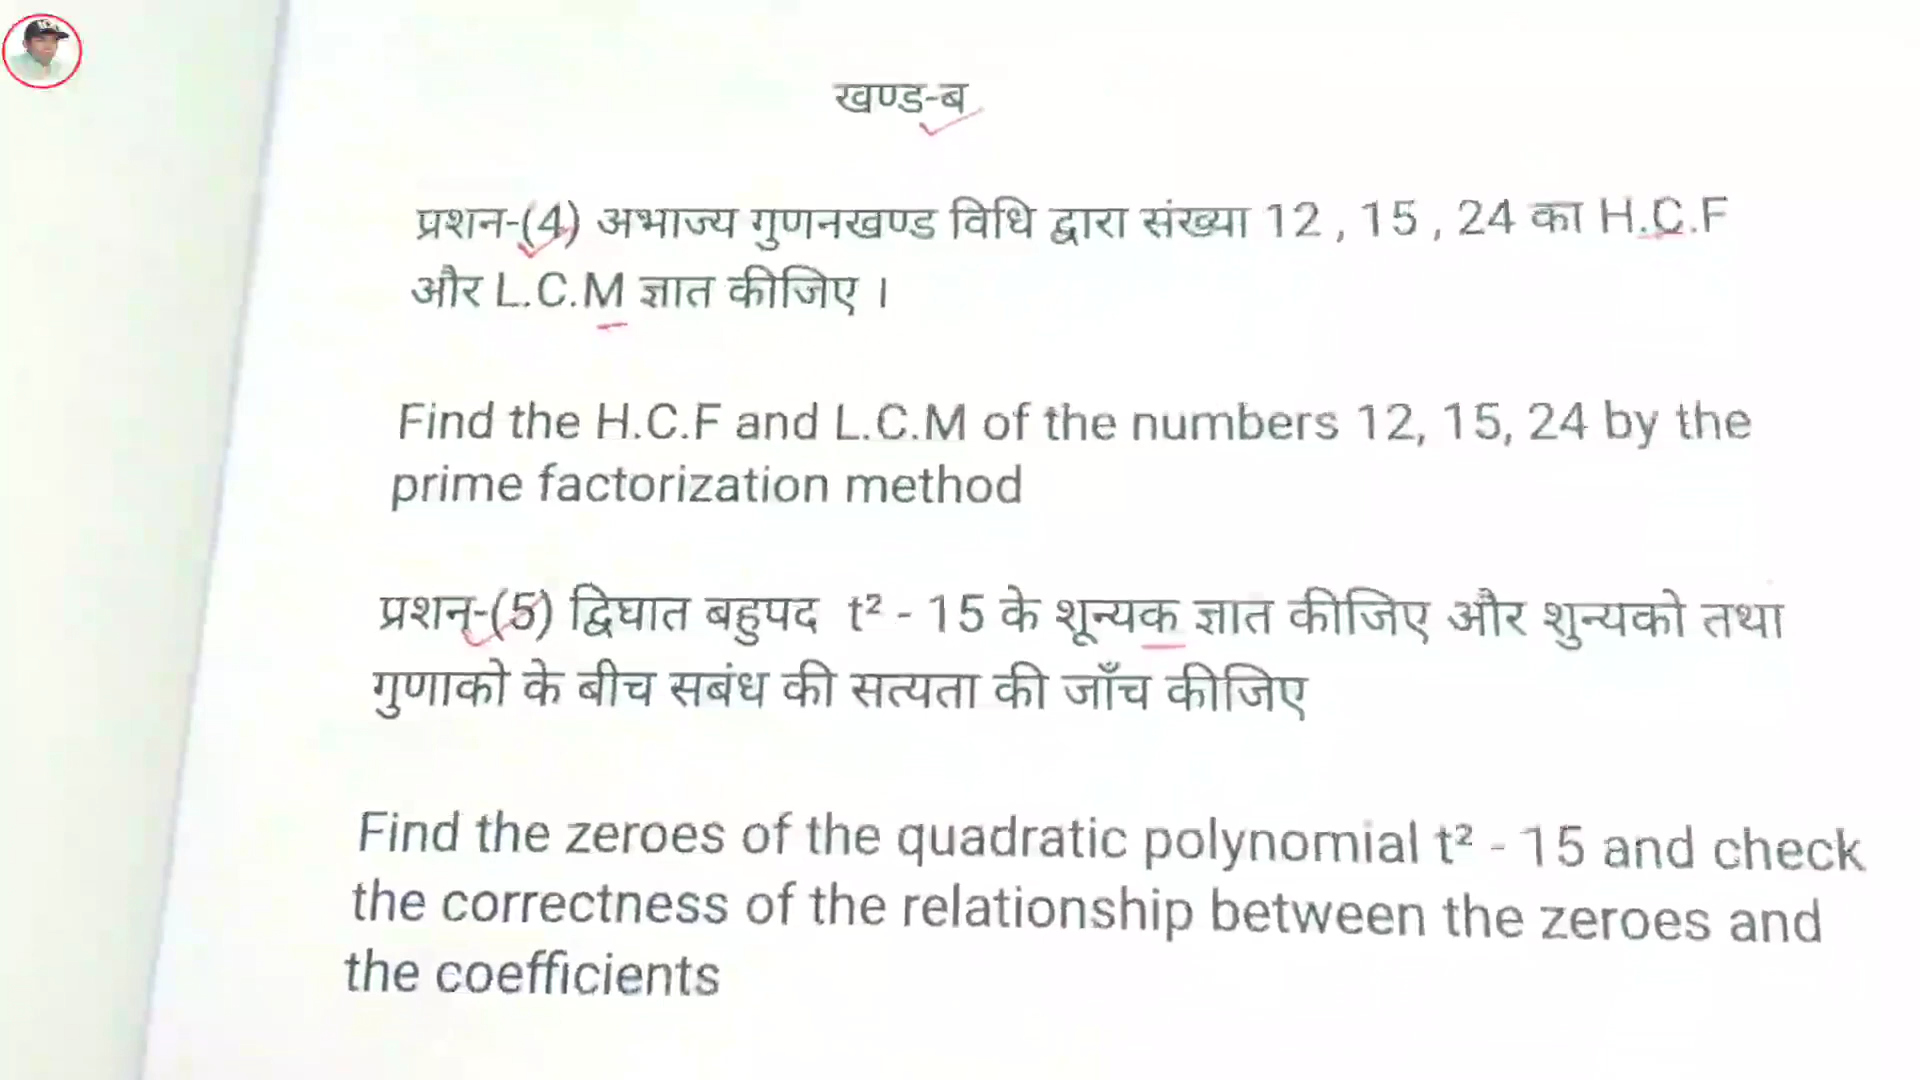 खण्ड-ब
प्रशन-(4) अभाज्य गुणनखण्ड विधि द्वारा संख्या 12 , 15 , 24 का H.C.F
और L.C.M ज्ञात कीजिए ।
Find the H.C.F and L.C.M of the numbers 12, 15, 24 by the
prime factorization method
प्रशन-(5) द्विघात बहुपद t² - 15 के शून्यक ज्ञात कीजिए और शुन्यको तथा
गुणाको के बीच सबंध की सत्यता की जाँच कीजिए
Find the zeroes of the quadratic polynomial t² - 15 and check
the correctness of the relationship between the zeroes and
the coefficients